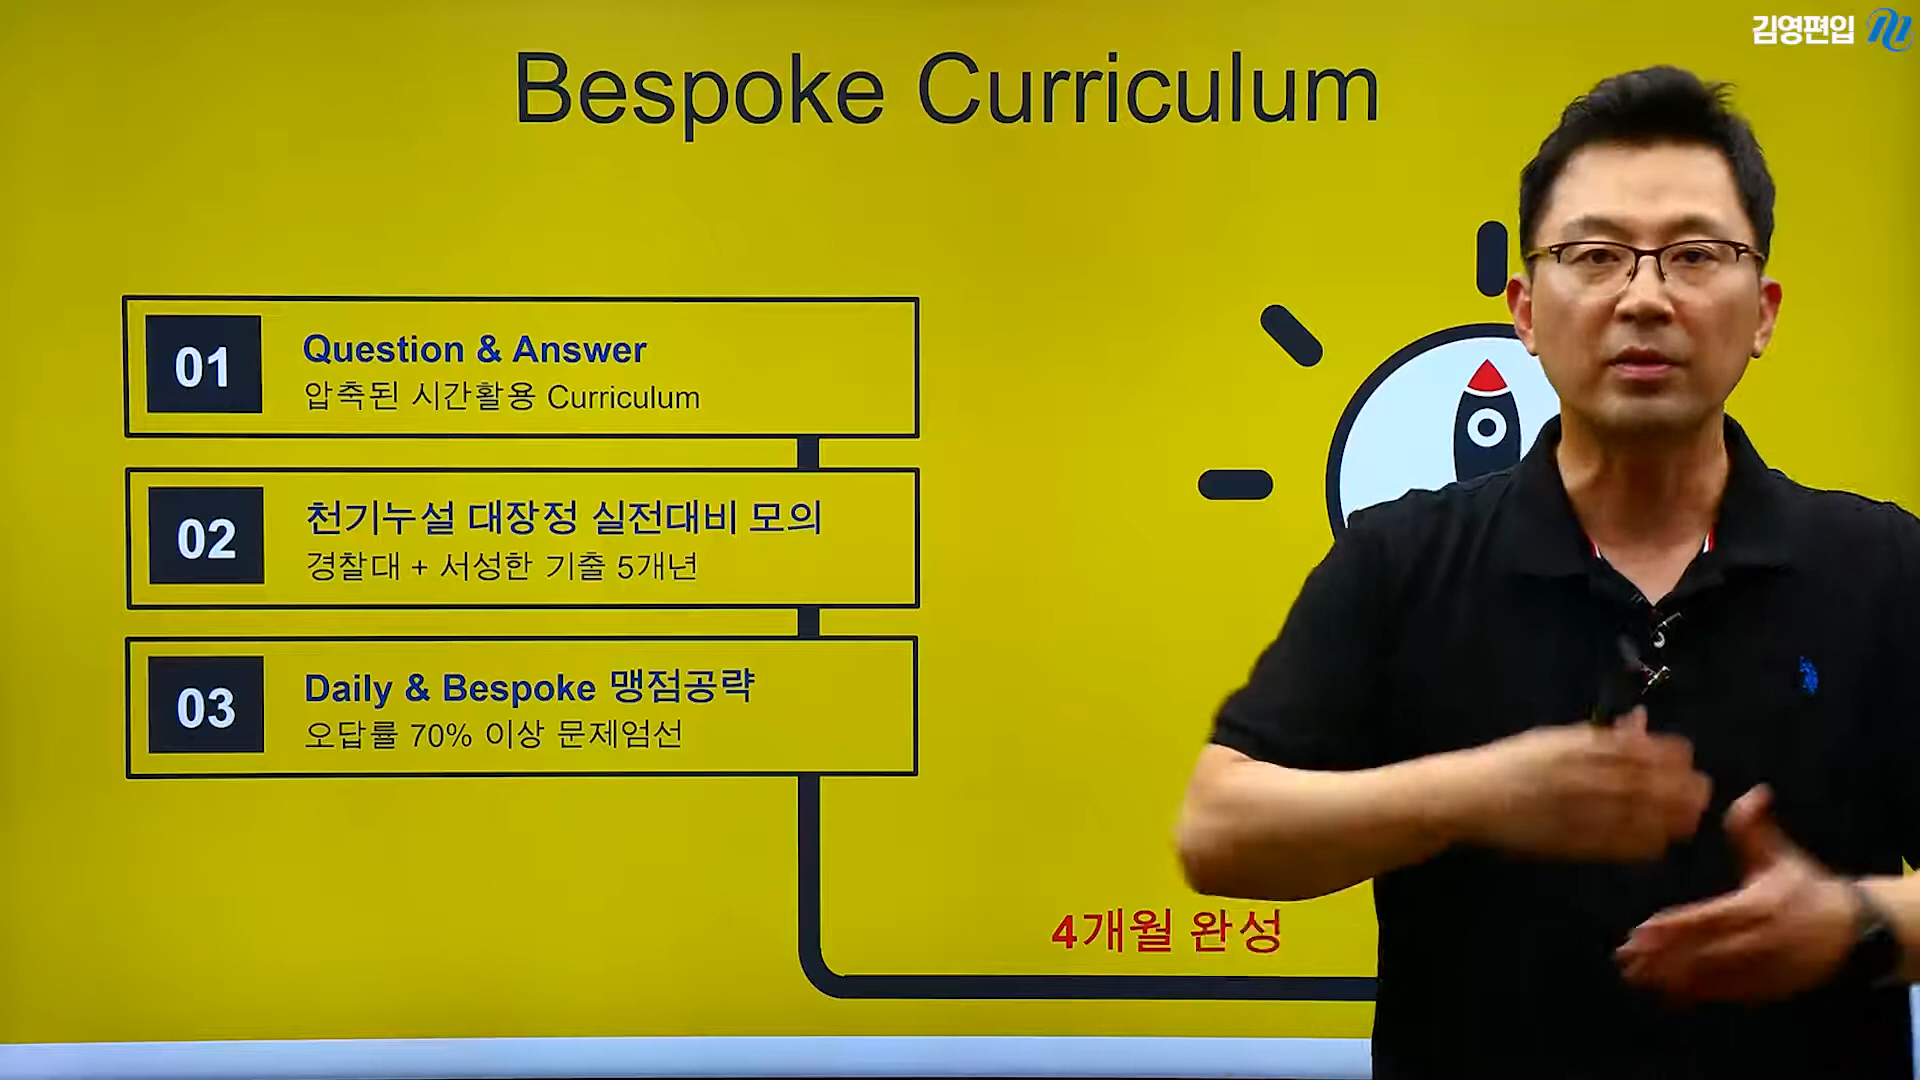 김영편입
Bespoke Curriculum
01
Question & Answer
압축된 시간활용 Curriculum
02
천기누설 대장정 실전대비 모의
경찰대 + 서성한 기출 5개년
03
Daily & Bespoke 맹점공략
오답률 70% 이상 문제엄선
4개월 완성